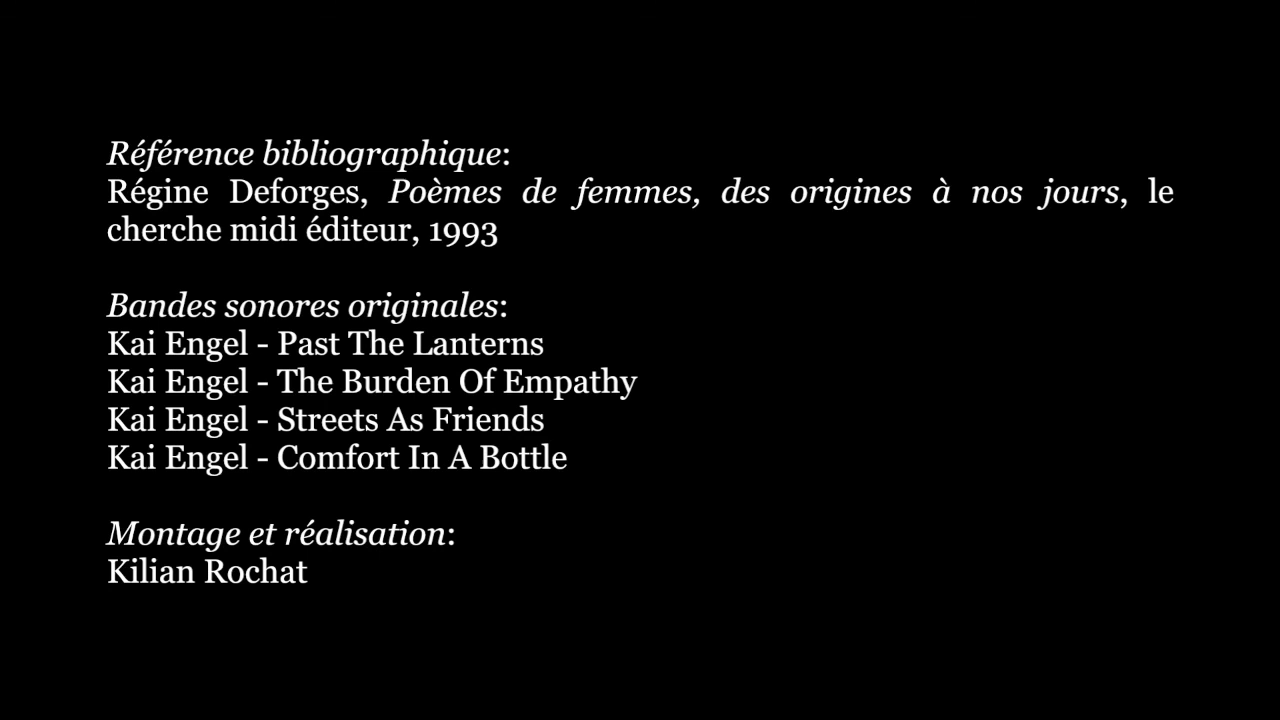 Référence bibliographique:
Régine Deforges, Poèmes de femmes, des origines à nos jours, le
cherche midi éditeur, 1993
Bandes sonores originales:
Kai Engel - Past The Lanterns
Kai Engel - The Burden Of Empathy
Kai Engel - Streets As Friends
Kai Engel - Comfort In A Bottle
Montage et réalisation:
Kilian Rochat